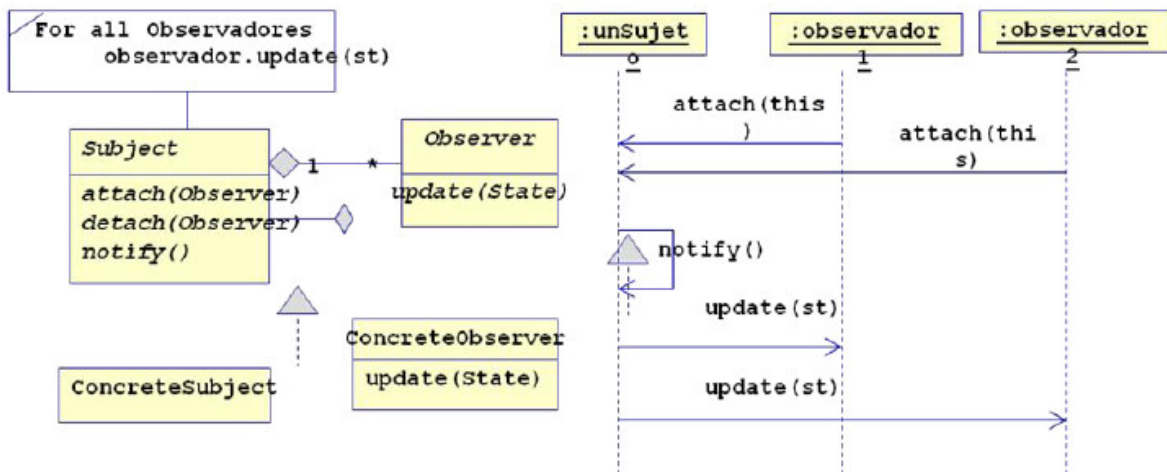 For all Observadores
observador.update(st)
Subject
attach(Observer)
detach(Observer)
notify()
1
*
Observer
update(State)
ConcreteSubject
ConcreteObserver
update(State)
:unSujet
o
:observador
1
:observador
2
attach(this
)
attach(thi
s)
notify()
update(st)
update(st)